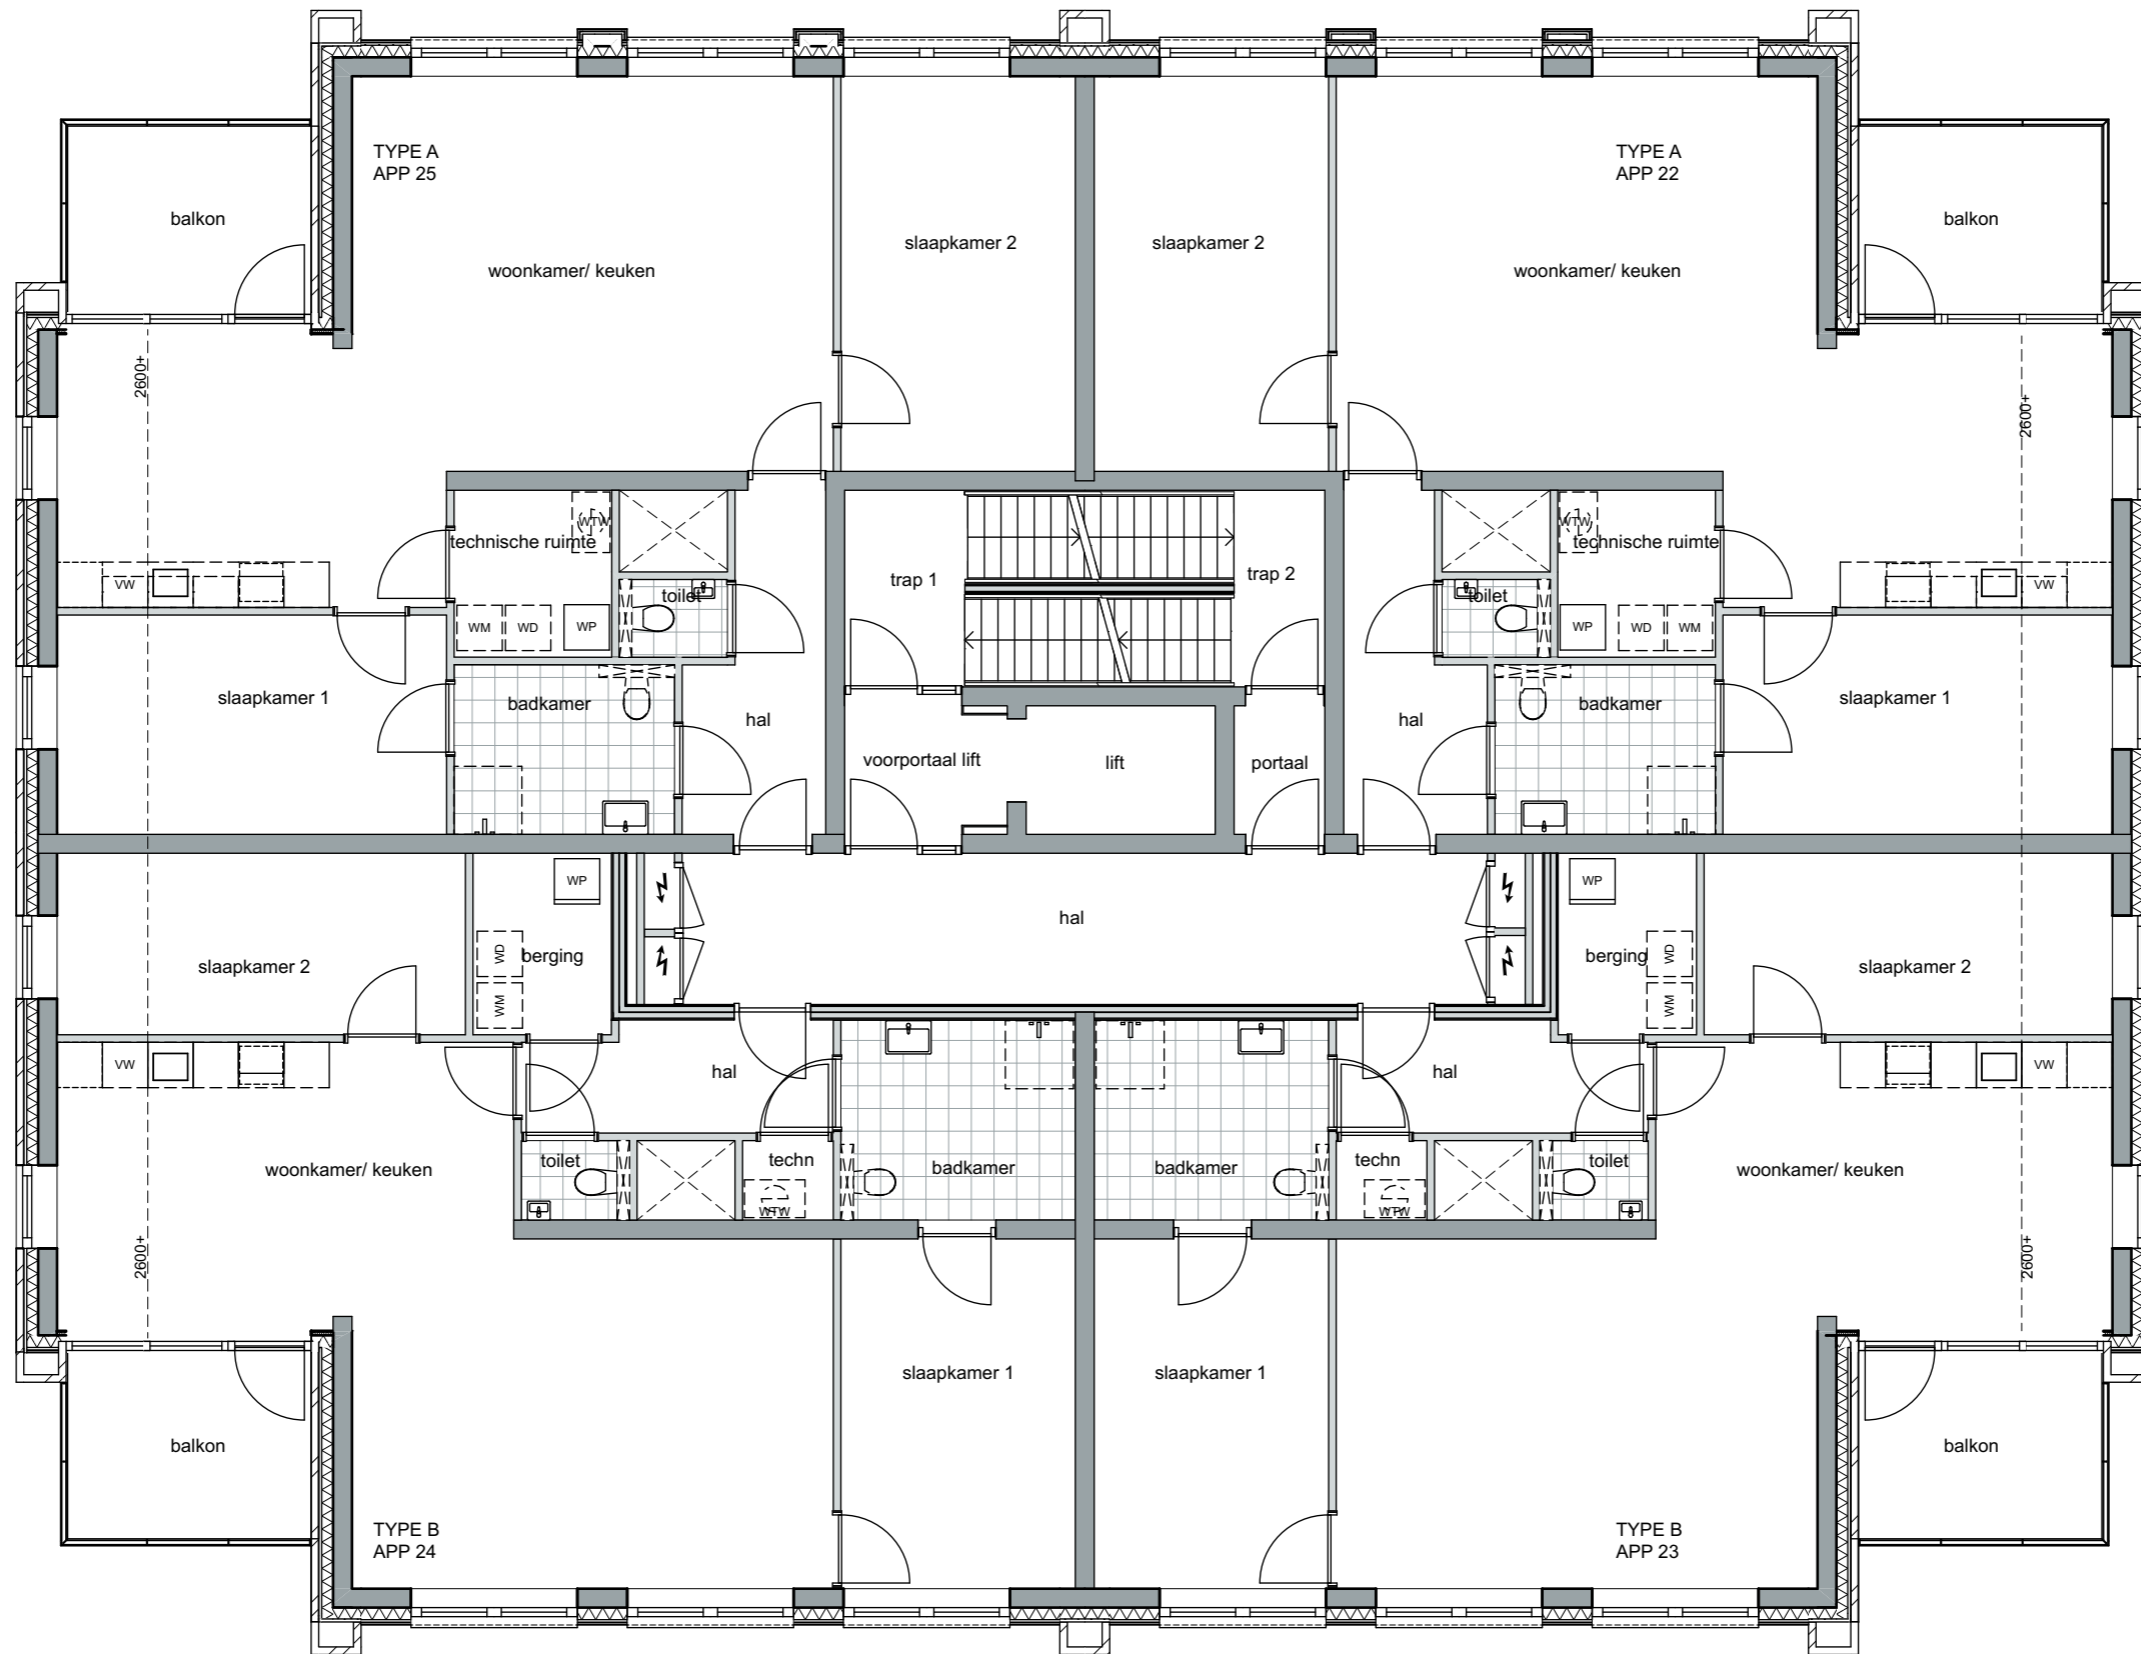 TYPE A
APP 25
TYPE A
APP 22
balkon
slaapkamer 2
slaapkamer 2
balkon
woonkamer/ keuken
woonkamer/ keuken
2600+
2600+
WTW
technische ruimte
WTW
technische ruimte
trap 1
trap 2
VW
toilet
toilet
VW
WM
WD
WP
WP
WD
WM
slaapkamer 1
badkamer
hal
hal
badkamer
slaapkamer 1
voorportaal lift
lift
portaal
WP
WP
hal
WD
berging
berging
WD
slaapkamer 2
slaapkamer 2
WM
WM
VW
hal
hal
VW
woonkamer/ keuken
toilet
techn
badkamer
badkamer
techn
toilet
woonkamer/ keuken
WTW
WTW
2600+
2600+
slaapkamer 1
slaapkamer 1
balkon
balkon
TYPE B
APP 24
TYPE B
APP 23